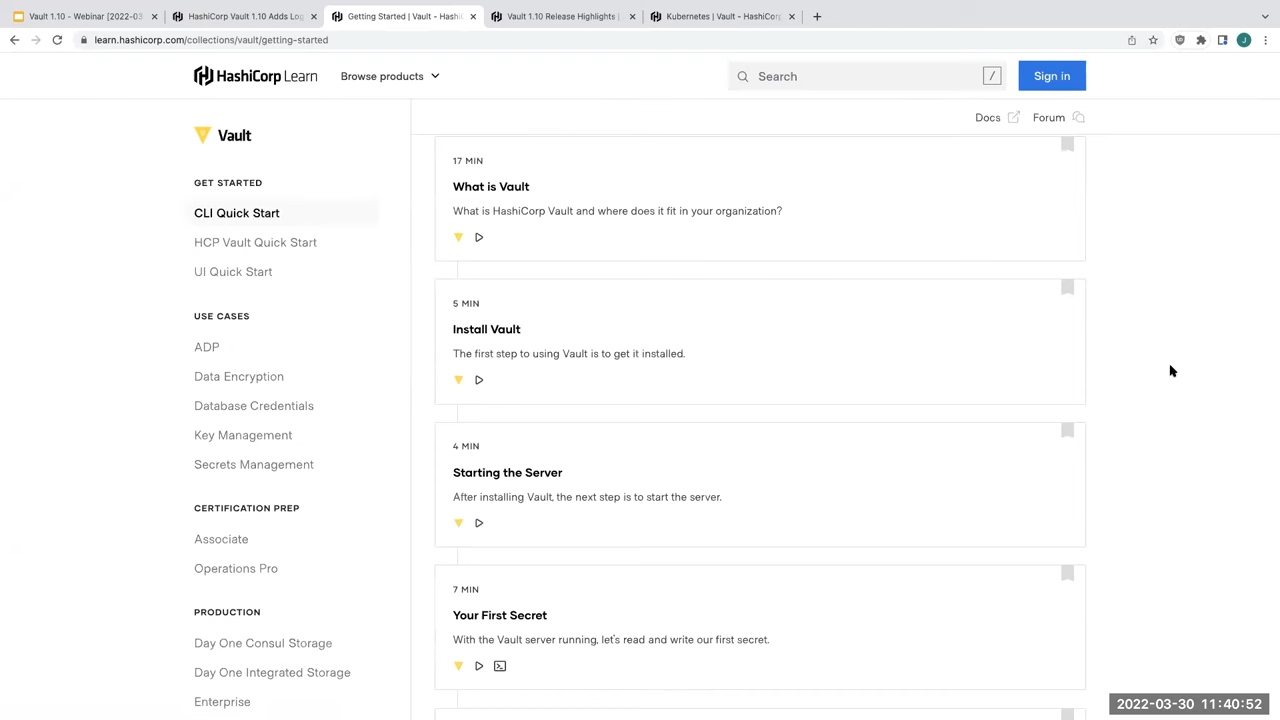 Vault 1.10 - Webinar [2022-03
HashiCorp Vault 1.10 Adds Log
Getting Started | Vault - Hashi
Vault 1.10 Release Highlights |
Kubernetes | Vault - HashiCorp
learn.hashicorp.com/collections/vault/getting-started
J
HashiCorp Learn
Browse products
Search
/
Sign in
Docs
Forum
Vault
GET STARTED
CLI Quick Start
HCP Vault Quick Start
UI Quick Start
USE CASES
ADP
Data Encryption
Database Credentials
Key Management
Secrets Management
CERTIFICATION PREP
Associate
Operations Pro
PRODUCTION
Day One Consul Storage
Day One Integrated Storage
Enterprise
17 MIN
What is Vault
What is HashiCorp Vault and where does it fit in your organization?
5 MIN
Install Vault
The first step to using Vault is to get it installed.
4 MIN
Starting the Server
After installing Vault, the next step is to start the server.
7 MIN
Your First Secret
With the Vault server running, let's read and write our first secret.
2022-03-30 11:40:52